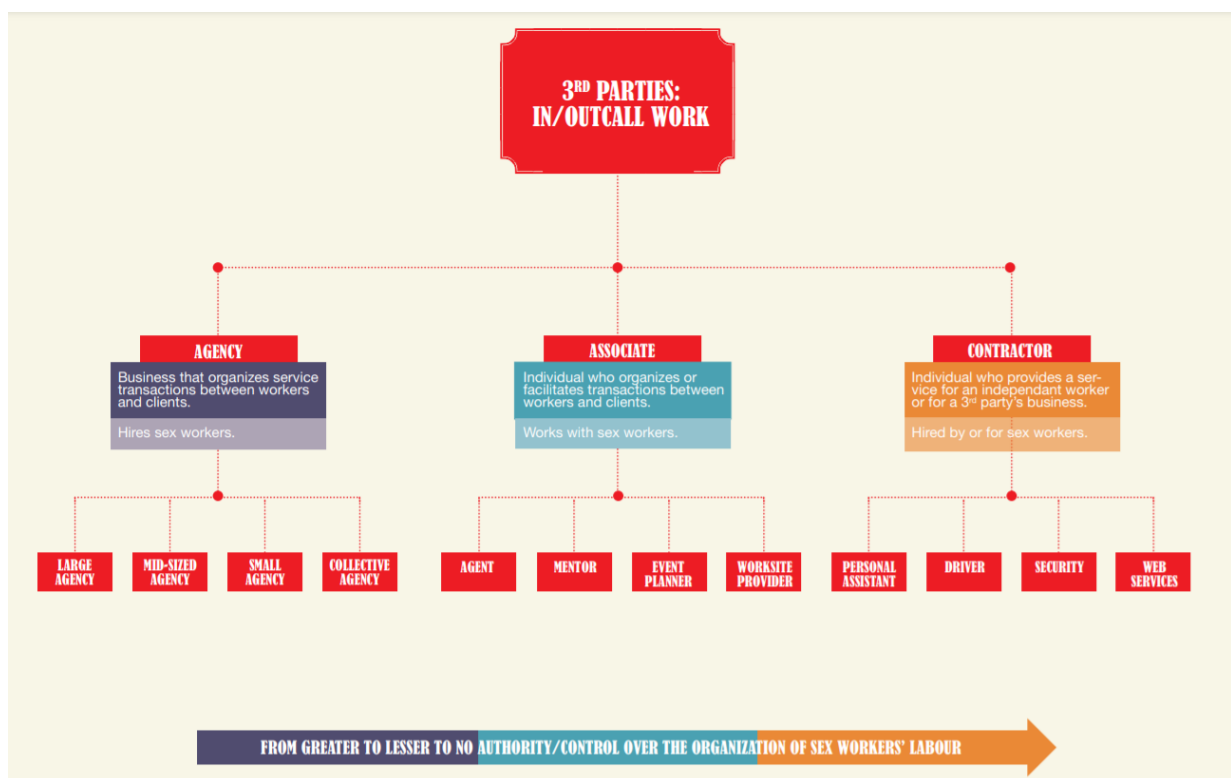 3RD PARTIES:
IN/OUTCALL WORK
AGENCY
Business that organizes service
transactions between workers
and clients.
Hires sex workers.
ASSOCIATE
Individual who organizes or
facilitates transactions between
workers and clients.
Works with sex workers.
CONTRACTOR
Individual who provides a ser-
vice for an independant worker
or for a 3rd party's business.
Hired by or for sex workers.
LARGE
AGENCY
MID-SIZED
AGENCY
SMALL
AGENCY
COLLECTIVE
AGENCY
AGENT
MENTOR
EVENT
PLANNER
WORKSITE
PROVIDER
PERSONAL
ASSISTANT
DRIVER
SECURITY
WEB
SERVICES
FROM GREATER TO LESSER TO NO AUTHORITY/CONTROL OVER THE ORGANIZATION OF SEX WORKERS' LABOUR